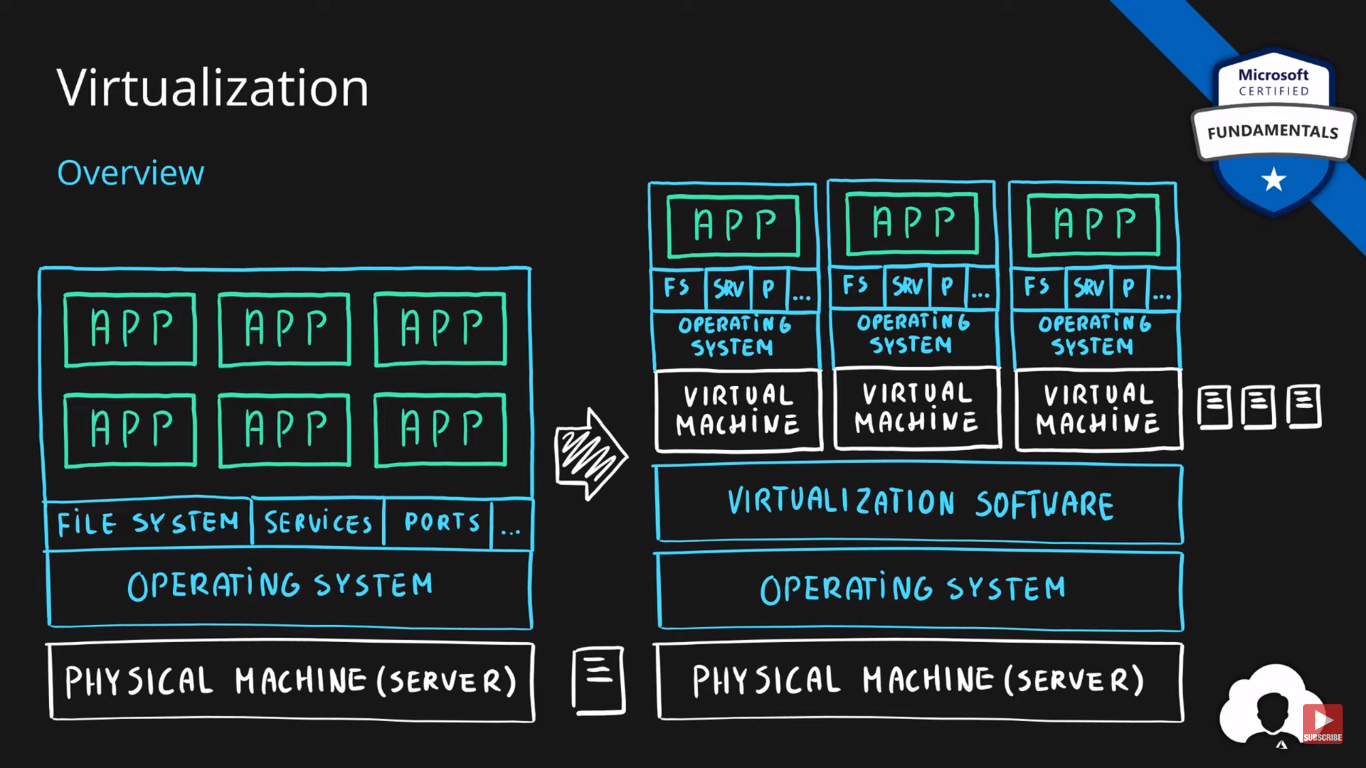 Virtualization
Overview
Microsoft
CERTIFIED
FUNDAMENTALS
APP APP APP
APP APP APP
FILE SYSTEM SERVICES PORTS ...
OPERATING SYSTEM
PHYSICAL MACHINE (SERVER)
APP APP APP
FS SRV P ... FS SRV P ... FS SRV P ...
OPERATING OPERATING OPERATING
SYSTEM SYSTEM SYSTEM
VIRTUAL VIRTUAL VIRTUAL
MACHINE MACHINE MACHINE
VIRTUALIZATION SOFTWARE
OPERATING SYSTEM
PHYSICAL MACHINE (SERVER)
SUBSCRIBE